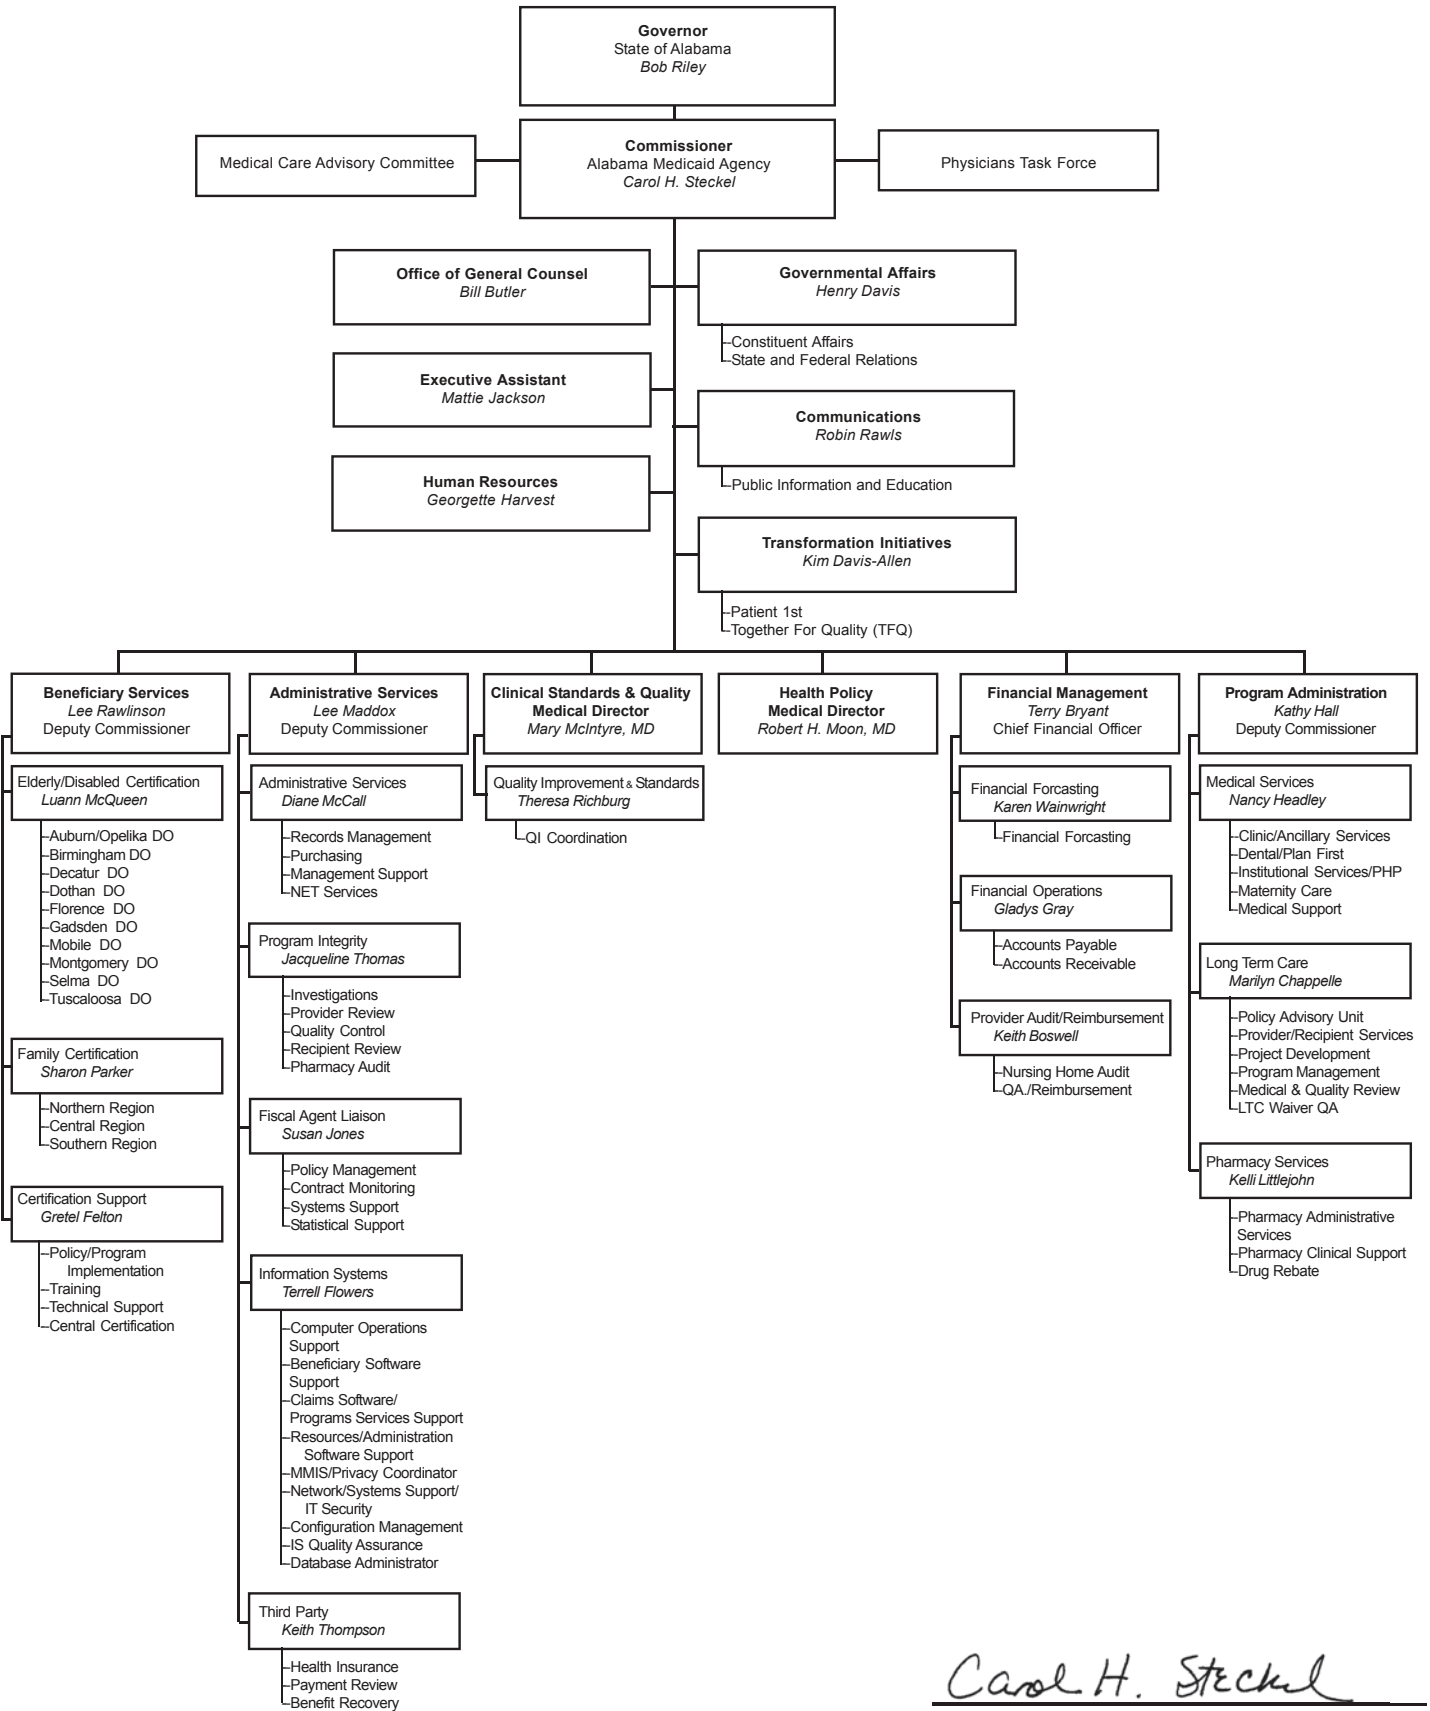 Governor
State of Alabama
Bob Riley
Commissioner
Alabama Medicaid Agency
Carol H. Steckel
Medical Care Advisory Committee
Physicians Task Force
Office of General Counsel
Bill Butler
Governmental Affairs
Henry Davis
-Constituent Affairs
-State and Federal Relations
Executive Assistant
Mattie Jackson
Communications
Robin Rawls
-Public Information and Education
Human Resources
Georgette Harvest
Transformation Initiatives
Kim Davis-Allen
-Patient 1st
-Together For Quality (TFQ)
Beneficiary Services
Lee Rawlinson
Deputy Commissioner
Elderly/Disabled Certification
Luann McQueen
-Auburn/Opelika DO
-Birmingham DO
-Decatur DO
-Dothan DO
-Florence DO
-Gadsden DO
-Mobile DO
-Montgomery DO
-Selma DO
-Tuscaloosa DO
Family Certification
Sharon Parker
-Northern Region
-Central Region
-Southern Region
Certification Support
Gretel Felton
-Policy/Program
Implementation
-Training
-Technical Support
-Central Certification
Administrative Services
Lee Maddox
Deputy Commissioner
Administrative Services
Diane McCall
-Records Management
-Purchasing
-Management Support
-NET Services
Program Integrity
Jacqueline Thomas
-Investigations
-Provider Review
-Quality Control
-Recipient Review
-Pharmacy Audit
Fiscal Agent Liaison
Susan Jones
-Policy Management
-Contract Monitoring
-Systems Support
-Statistical Support
Information Systems
Terrell Flowers
-Computer Operations
Support
-Beneficiary Software
Support
-Claims Software/
Programs Services Support
-Resources/Administration
Software Support
-MMIS/Privacy Coordinator
-Network/Systems Support/
IT Security
-Configuration Management
-IS Quality Assurance
-Database Administrator
Third Party
Keith Thompson
-Health Insurance
-Payment Review
-Benefit Recovery
Clinical Standards & Quality
Medical Director
Mary McIntyre, MD
Quality Improvement & Standards
Theresa Richburg
-QI Coordination
Health Policy
Medical Director
Robert H. Moon, MD
Financial Management
Terry Bryant
Chief Financial Officer
Financial Forcasting
Karen Wainwright
-Financial Forcasting
Financial Operations
Gladys Gray
-Accounts Payable
-Accounts Receivable
Provider Audit/Reimbursement
Keith Boswell
-Nursing Home Audit
-QA./Reimbursement
Program Administration
Kathy Hall
Deputy Commissioner
Medical Services
Nancy Headley
-Clinic/Ancillary Services
-Dental/Plan First
-Institutional Services/PHP
-Maternity Care
-Medical Support
Long Term Care
Marilyn Chappelle
-Policy Advisory Unit
-Provider/Recipient Services
-Project Development
-Program Management
-Medical & Quality Review
-LTC Waiver QA
Pharmacy Services
Kelli Littlejohn
-Pharmacy Administrative
Services
-Pharmacy Clinical Support
-Drug Rebate
Carol H. Steckel